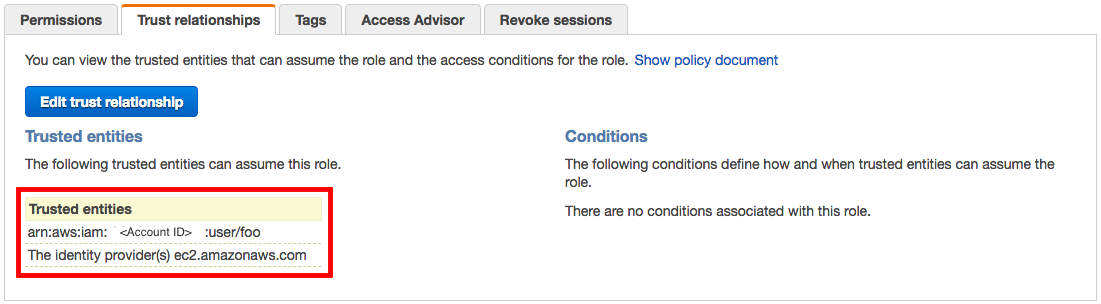 Permissions
Trust relationships
Tags
Access Advisor
Revoke sessions
You can view the trusted entities that can assume the role and the access conditions for the role. Show policy document
Edit trust relationship
Trusted entities
The following trusted entities can assume this role.
Trusted entities
arn:aws:iam: <Account ID> :user/foo
The identity provider(s) ec2.amazonaws.com
Conditions
The following conditions define how and when trusted entities can assume the
role.
There are no conditions associated with this role.